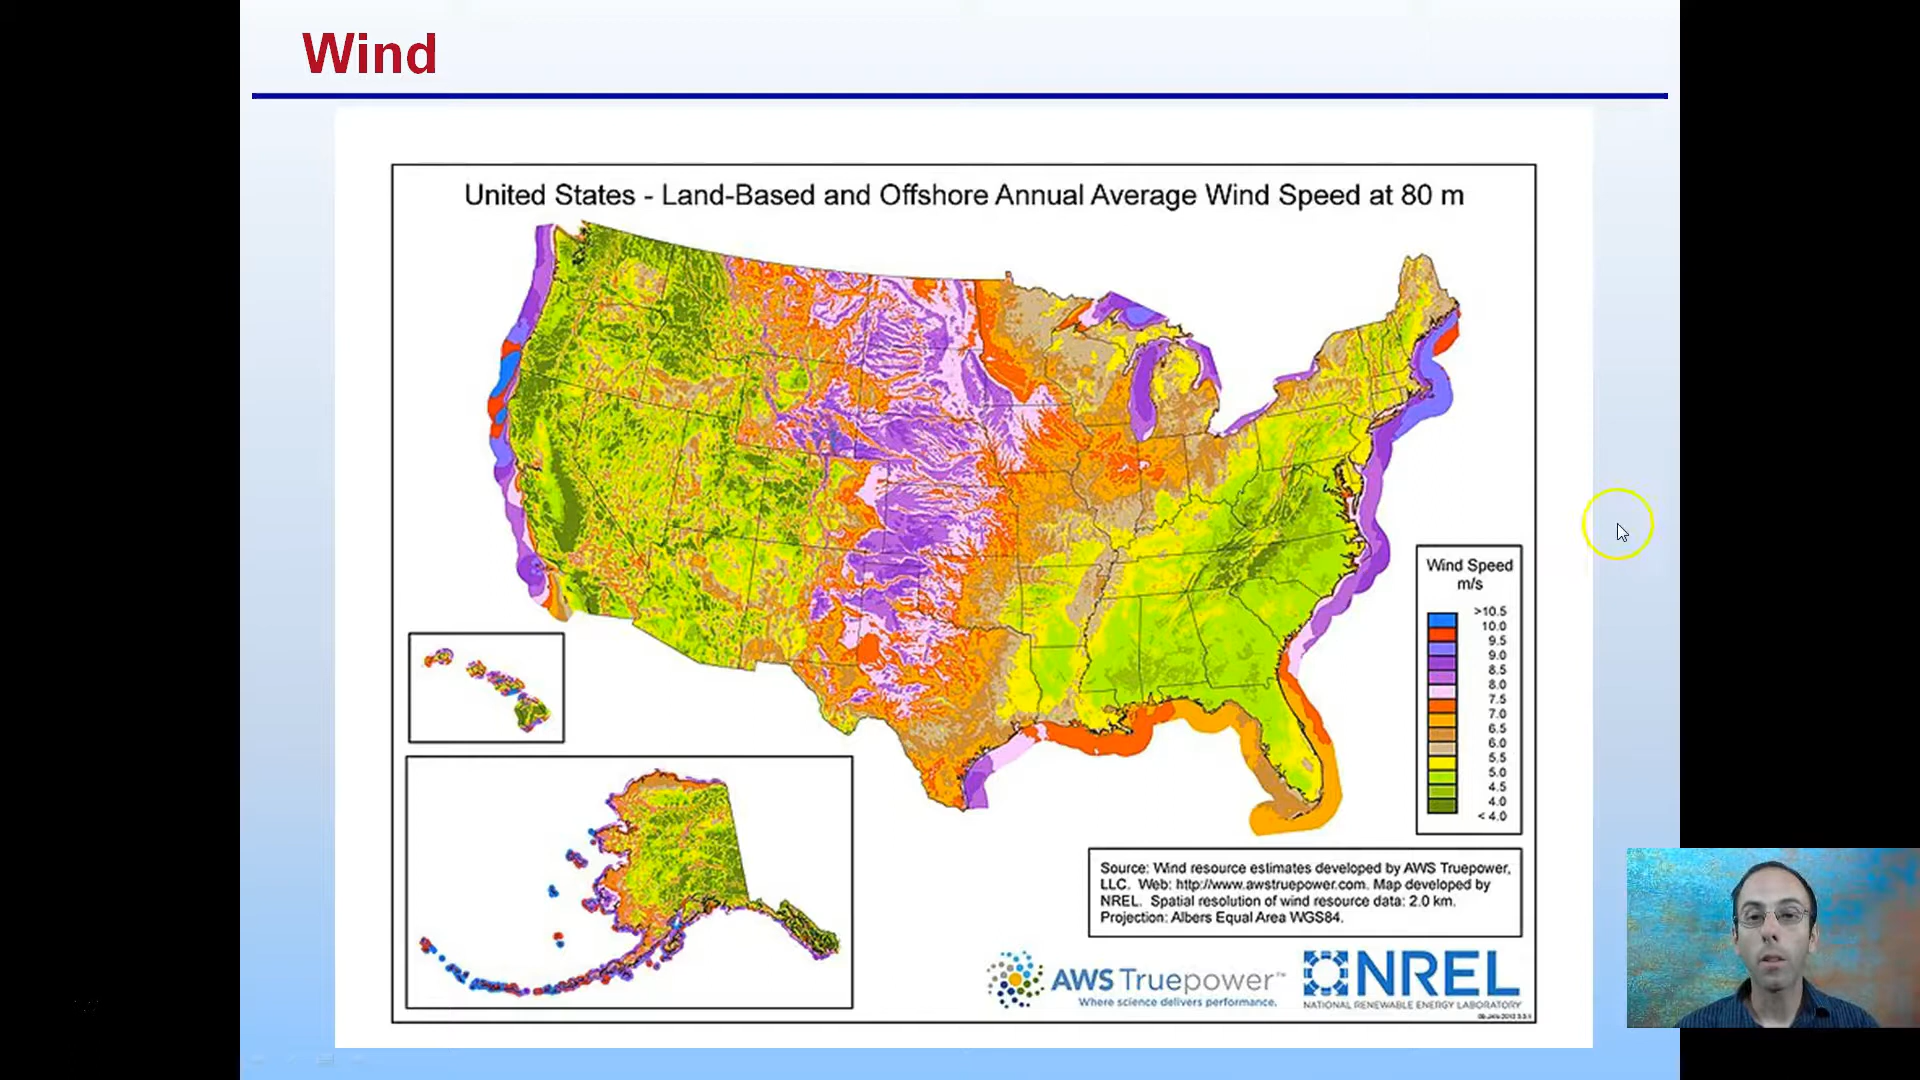 Wind
United States - Land-Based and Offshore Annual Average Wind Speed at 80 m
Wind Speed
m/s
>10.5
10.0
9.5
9.0
8.5
8.0
7.5
7.0
6.5
6.0
5.5
5.0
4.5
4.0
< 4.0
Source: Wind resource estimates developed by AWS Truepower,
LLC. Web: http://www.awstruepower.com. Map developed by
NREL. Spatial resolution of wind resource data: 2.0 km.
Projection: Albers Equal Area WGS84.
AWS Truepower™
Where science delivers performance.
NREL
NATIONAL RENEWABLE ENERGY LABORATORY